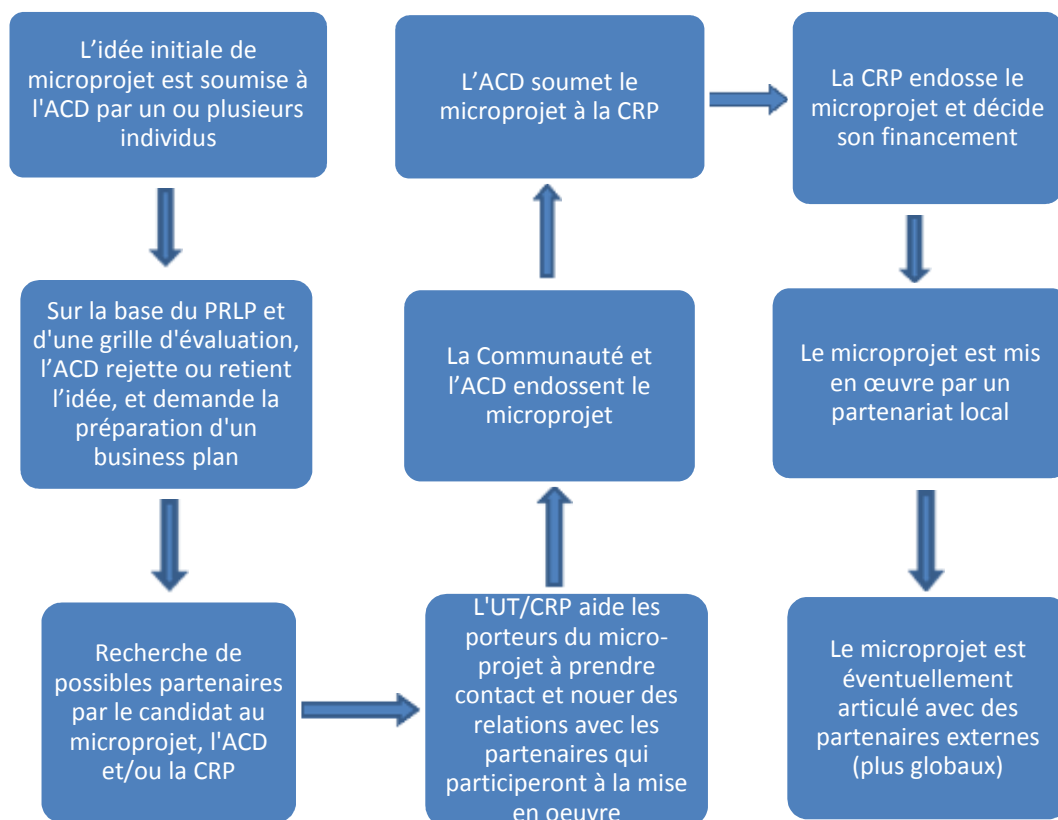 L’idée initiale de
microprojet est soumise à
l'ACD par un ou plusieurs
individus
Sur la base du PRLP et
d'une grille d'évaluation,
l’ACD rejette ou retient
l’idée, et demande la
préparation d'un
business plan
Recherche de
possibles partenaires
par le candidat au
microprojet, l'ACD
et/ou la CRP
L'UT/CRP aide les
porteurs du micro-
projet à prendre
contact et nouer des
relations avec les
partenaires qui
participeront à la mise
en oeuvre
La Communauté et
l’ACD endossent le
microprojet
L’ACD soumet le
microprojet à la CRP
La CRP endosse le
microprojet et décide
son financement
Le microprojet est mis
en œuvre par un
partenariat local
Le microprojet est
éventuellement
articulé avec des
partenaires externes
(plus globaux)